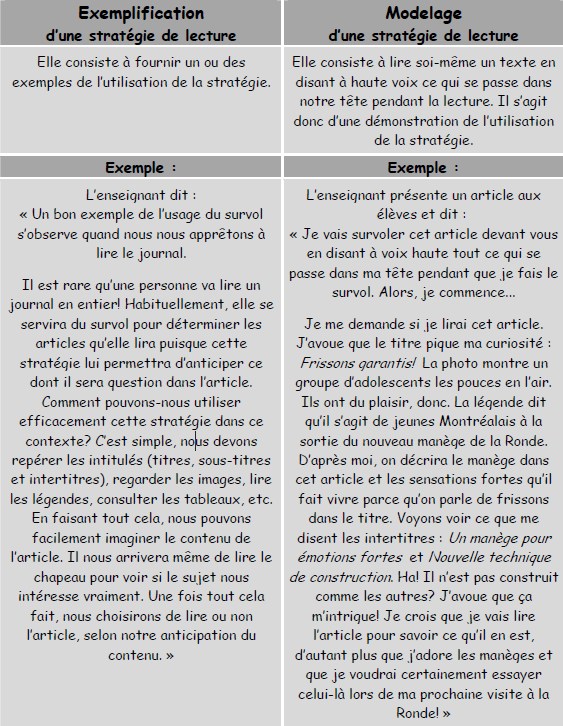 Exemplification
d'une stratégie de lecture
Elle consiste à fournir un ou des
exemples de l'utilisation de la stratégie.
Exemple :
L'enseignant dit :
« Un bon exemple de l'usage du survol
s'observe quand nous nous apprêtons à
lire le journal.
Il est rare qu'une personne va lire un
journal en entier! Habituellement, elle se
servira du survol pour déterminer les
articles qu'elle lira puisque cette
stratégie lui permettra d'anticiper ce
dont il sera question dans l'article.
Comment pouvons-nous utiliser
efficacement cette stratégie dans ce
contexte? C'est simple, nous devons
repérer les intitulés (titres, sous-titres
et intertitres), regarder les images, lire
les légendes, consulter les tableaux, etc.
En faisant tout cela, nous pouvons
facilement imaginer le contenu de
l'article. Il nous arrivera même de lire le
chapeau pour voir si le sujet nous
intéresse vraiment. Une fois tout cela
fait, nous choisirons de lire ou non
l'article, selon notre anticipation du
contenu. »
Modelage
d'une stratégie de lecture
Elle consiste à lire soi-même un texte en
disant à haute voix ce qui se passe dans
notre tête pendant la lecture. Il s'agit
donc d'une démonstration de l'utilisation
de la stratégie.
Exemple :
L'enseignant présente un article aux
élèves et dit :
« Je vais survoler cet article devant vous
en disant à voix haute tout ce qui se
passe dans ma tête pendant que je fais le
survol. Alors, je commence...
Je me demande si je lirai cet article.
J'avoue que le titre pique ma curiosité :
Frissons garantis! La photo montre un
groupe d'adolescents les pouces en l'air.
Ils ont du plaisir, donc. La légende dit
qu'il s'agit de jeunes Montréalais à la
sortie du nouveau manège de la Ronde.
D'après moi, on décrira le manège dans
cet article et les sensations fortes qu'il
fait vivre parce qu'on parle de frissons
dans le titre. Voyons voir ce que me
disent les intertitres : Un manège pour
émotions fortes et Nouvelle technique
de construction. Ha! Il n'est pas construit
comme les autres? J'avoue que ça
m'intrigue! Je crois que je vais lire
l'article pour savoir ce qu'il en est,
d'autant plus que j'adore les manèges et
que je voudrai certainement essayer
celui-là lors de ma prochaine visite à la
Ronde! »